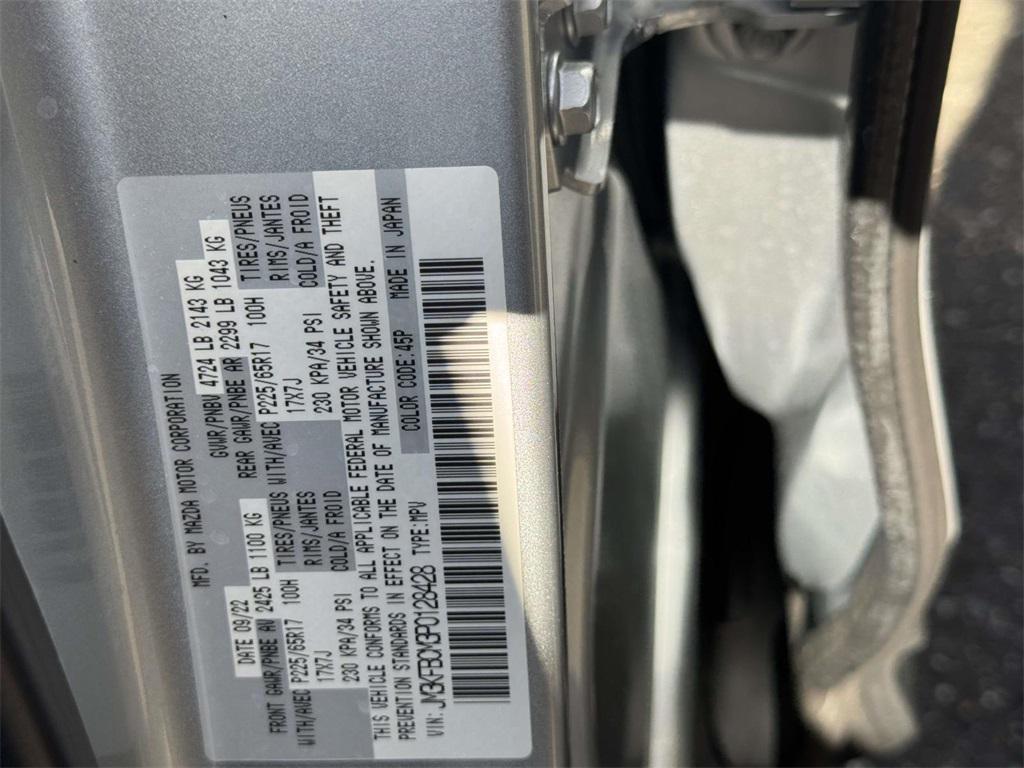 MFD. BY MAZDA MOTOR CORPORATION
DATE 09/22 GVWR/PNBV 4724 LB 2143 KG
FRONT GAWR/PNBE AV 2425 LB 1100 KG REAR GAWR/PNBE AR 2299 LB 1043 KG
WITH/AVEC P225/65R17 100H TIRES/PNEUS WITH/AVEC P225/65R17 100H TIRES/PNEUS
17X7J RIMS/JANTES 17X7J RIMS/JANTES
230 KPA/34 PSI COLD/A FROID 230 KPA/34 PSI COLD/A FROID
THIS VEHICLE CONFORMS TO ALL APPLICABLE FEDERAL MOTOR VEHICLE SAFETY AND THEFT
PREVENTION STANDARDS IN EFFECT ON THE DATE OF MANUFACTURE SHOWN ABOVE.
VIN: JM3KFBCM3P0128428 TYPE:MPV COLOR CODE:45P MADE IN JAPAN